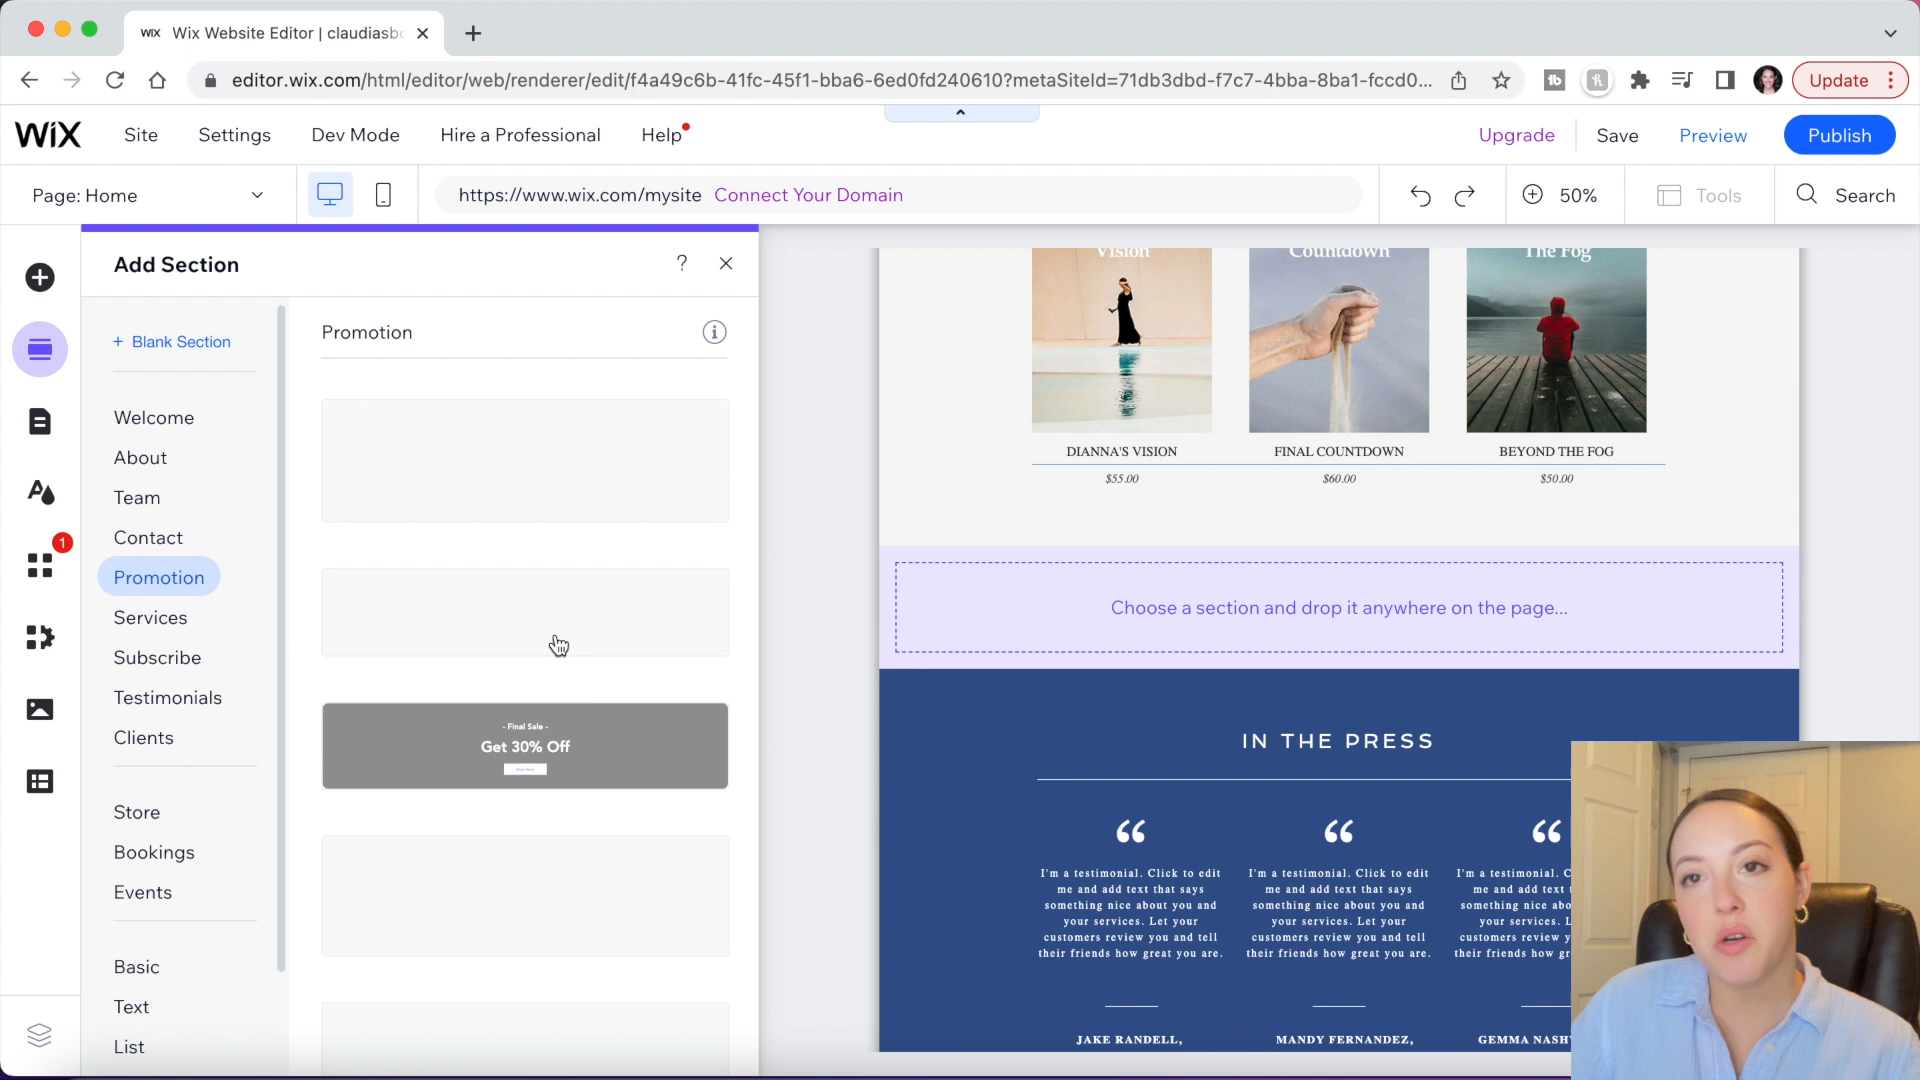 WiX Wix Website Editor | claudiasbo
editor.wix.com/html/editor/web/renderer/edit/f4a49c6b-41fc-45f1-bba6-6ed0fd240610?metaSiteId=71db3dbd-f7c7-4bba-8ba1-fccd0... Update
WiX Site Settings Dev Mode Hire a Professional Help Upgrade Save Preview Publish
Page: Home https://www.wix.com/mysite Connect Your Domain 50% Tools Search
Add Section ?
+ Blank Section
Welcome
About
Team
Contact
Promotion
Services
Subscribe
Testimonials
Clients
Store
Bookings
Events
Basic
Text
List
1
Promotion
- Final Sale -
Get 30% Off
Vision Countdown The Fog
DIANNA'S VISION FINAL COUNTDOWN BEYOND THE FOG
$55.00 $60.00 $50.00
Choose a section and drop it anywhere on the page...
IN THE PRESS
“ “ “
I'm a testimonial. Click to edit
me and add text that says
something nice about you and
your services. Let your
customers review you and tell
their friends how great you are.
JAKE RANDELL,
I'm a testimonial. Click to edit
me and add text that says
something nice about you and
your services. Let your
customers review you and tell
their friends how great you are.
MANDY FERNANDEZ,
I'm a testimonial. C
me and add text t
something nice abo
your services. L
customers review y
their friends how gr
GEMMA NASH